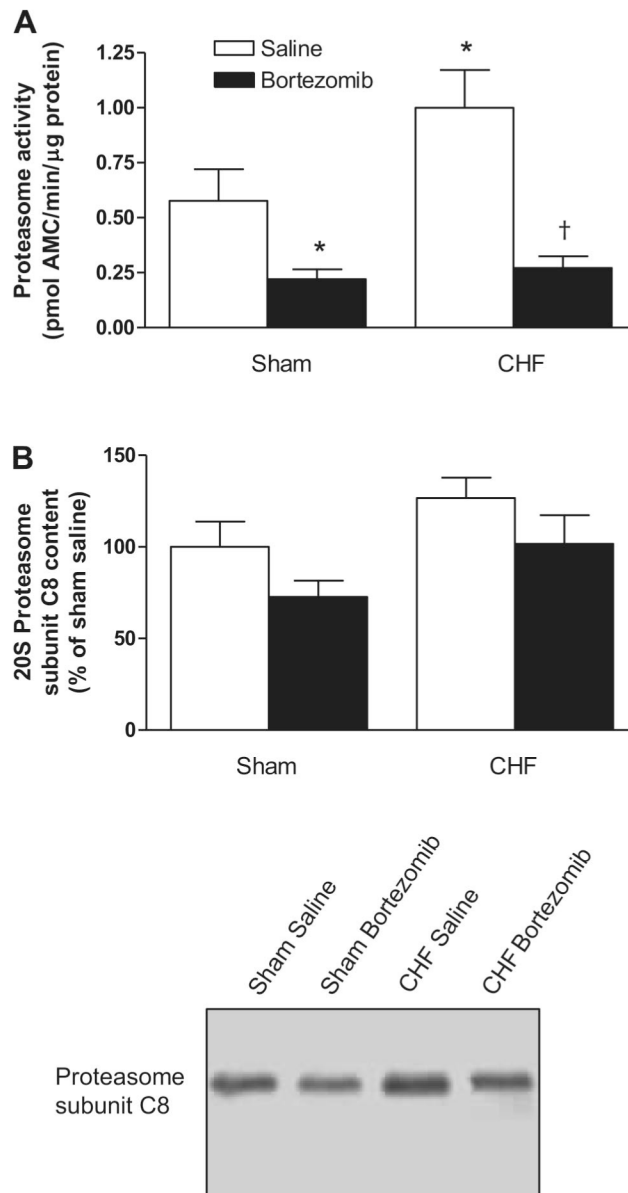 A
Proteasome activity
(pmol AMC/min/µg protein)
1.25
1.00
0.75
0.50
0.25
0.00
Saline
Bortezomib
*
*
†
Sham
CHF
B
20S Proteasome
subunit C8 content
(% of sham saline)
150
100
50
0
Sham
CHF
Sham Saline
Sham Bortezomib
CHF Saline
CHF Bortezomib
Proteasome
subunit C8